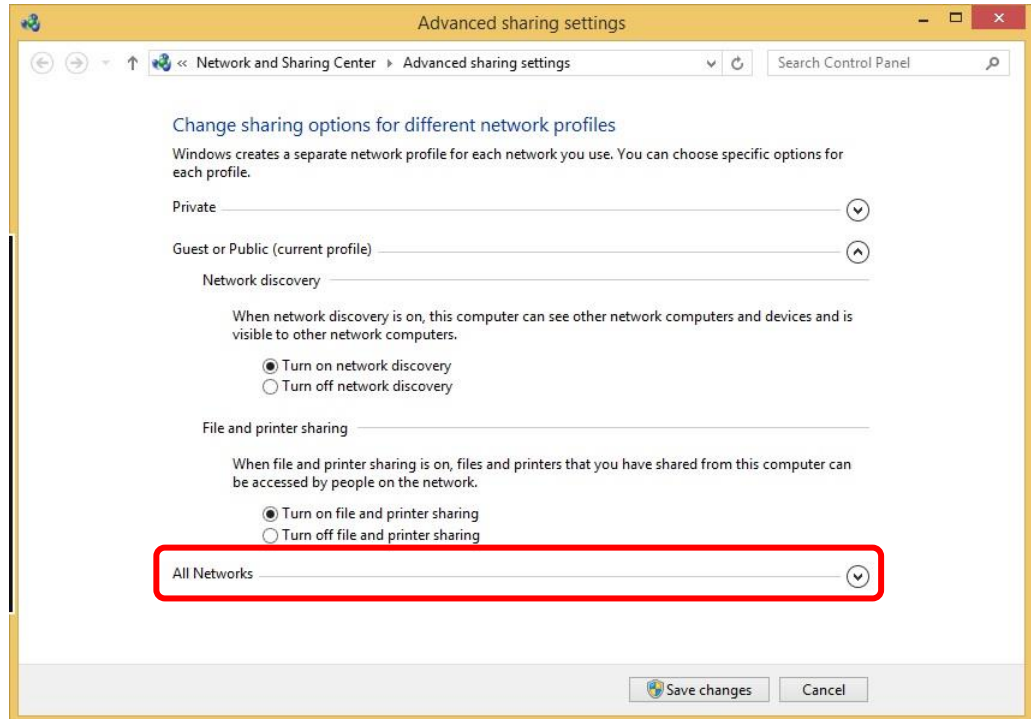 Advanced sharing settings
« Network and Sharing Center Advanced sharing settings
Search Control Panel
Change sharing options for different network profiles
Windows creates a separate network profile for each network you use. You can choose specific options for
each profile.
Private
Guest or Public (current profile)
Network discovery
When network discovery is on, this computer can see other network computers and devices and is
visible to other network computers.
Turn on network discovery
Turn off network discovery
File and printer sharing
When file and printer sharing is on, files and printers that you have shared from this computer can
be accessed by people on the network.
Turn on file and printer sharing
Turn off file and printer sharing
All Networks
Save changes Cancel